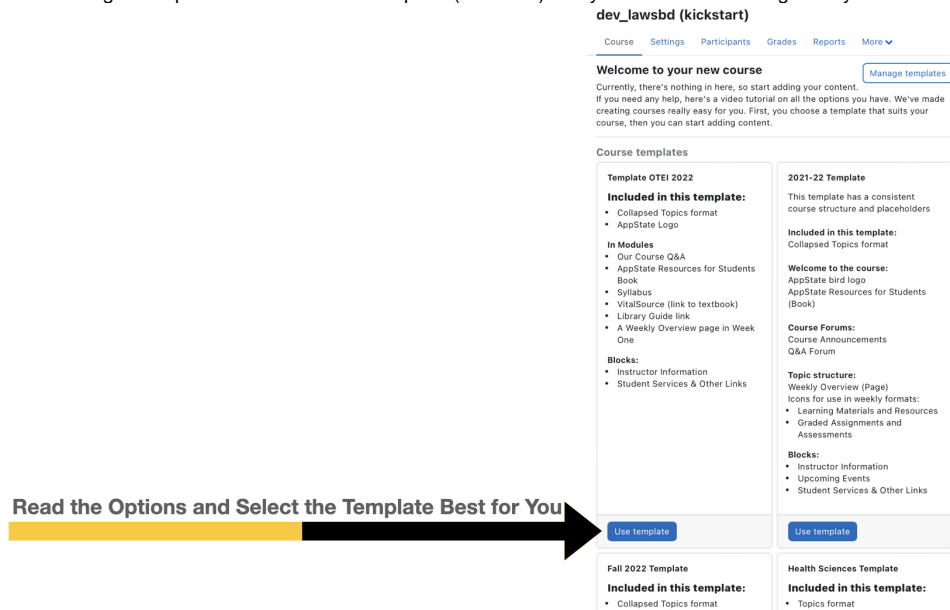 dev_lawsbd (kickstart)
Course Settings Participants Grades Reports More
Welcome to your new course
Manage templates
Currently, there's nothing in here, so start adding your content.
If you need any help, here's a video tutorial on all the options you have. We've made
creating courses really easy for you. First, you choose a template that suits your
course, then you can start adding content.
Course templates
Template OTEI 2022
Included in this template:
• Collapsed Topics format
• AppState Logo
In Modules
• Our Course Q&A
• AppState Resources for Students
Book
• Syllabus
• VitalSource (link to textbook)
• Library Guide link
• A Weekly Overview page in Week
One
Blocks:
• Instructor Information
• Student Services & Other Links
Use template
2021-22 Template
This template has a consistent
course structure and placeholders
Included in this template:
Collapsed Topics format
Welcome to the course:
AppState bird logo
AppState Resources for Students
(Book)
Course Forums:
Course Announcements
Q&A Forum
Topic structure:
Weekly Overview (Page)
Icons for use in weekly formats:
• Learning Materials and Resources
• Graded Assignments and
Assessments
Blocks:
• Instructor Information
• Upcoming Events
• Student Services & Other Links
Use template
Read the Options and Select the Template Best for You
Fall 2022 Template
Included in this template:
• Collapsed Topics format
Health Sciences Template
Included in this template:
• Topics format